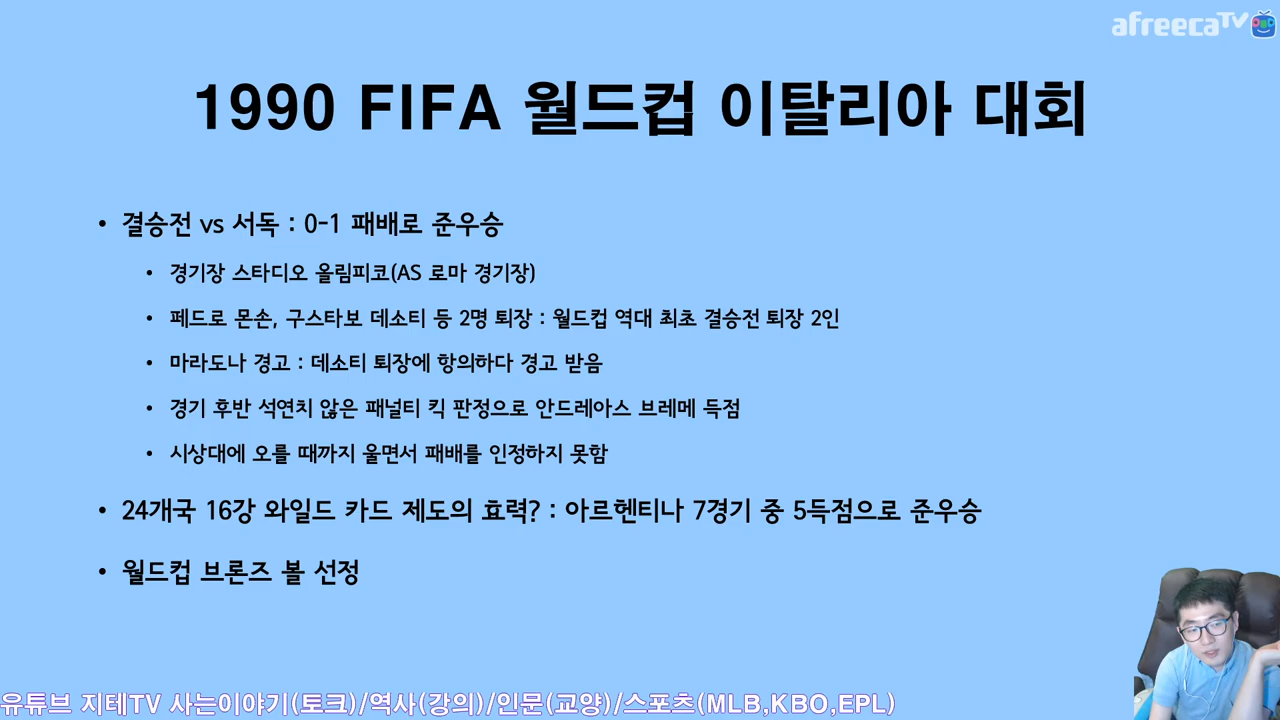 afreecaTV
1990 FIFA 월드컵 이탈리아 대회
• 결승전 vs 서독 : 0-1 패배로 준우승
• 경기장 스타디오 올림피코(AS 로마 경기장)
• 페드로 몬손, 구스타보 데소티 등 2명 퇴장 : 월드컵 역대 최초 결승전 퇴장 2인
• 마라도나 경고 : 데소티 퇴장에 항의하다 경고 받음
• 경기 후반 석연치 않은 패널티 킥 판정으로 안드레아스 브레메 득점
• 시상대에 오를 때까지 울면서 패배를 인정하지 못함
• 24개국 16강 와일드 카드 제도의 효력? : 아르헨티나 7경기 중 5득점으로 준우승
• 월드컵 브론즈 볼 선정
유튜브 지테TV 사는이야기(토크)/역사(강의)/인문(교양)/스포츠(MLB,KBO,EPL)